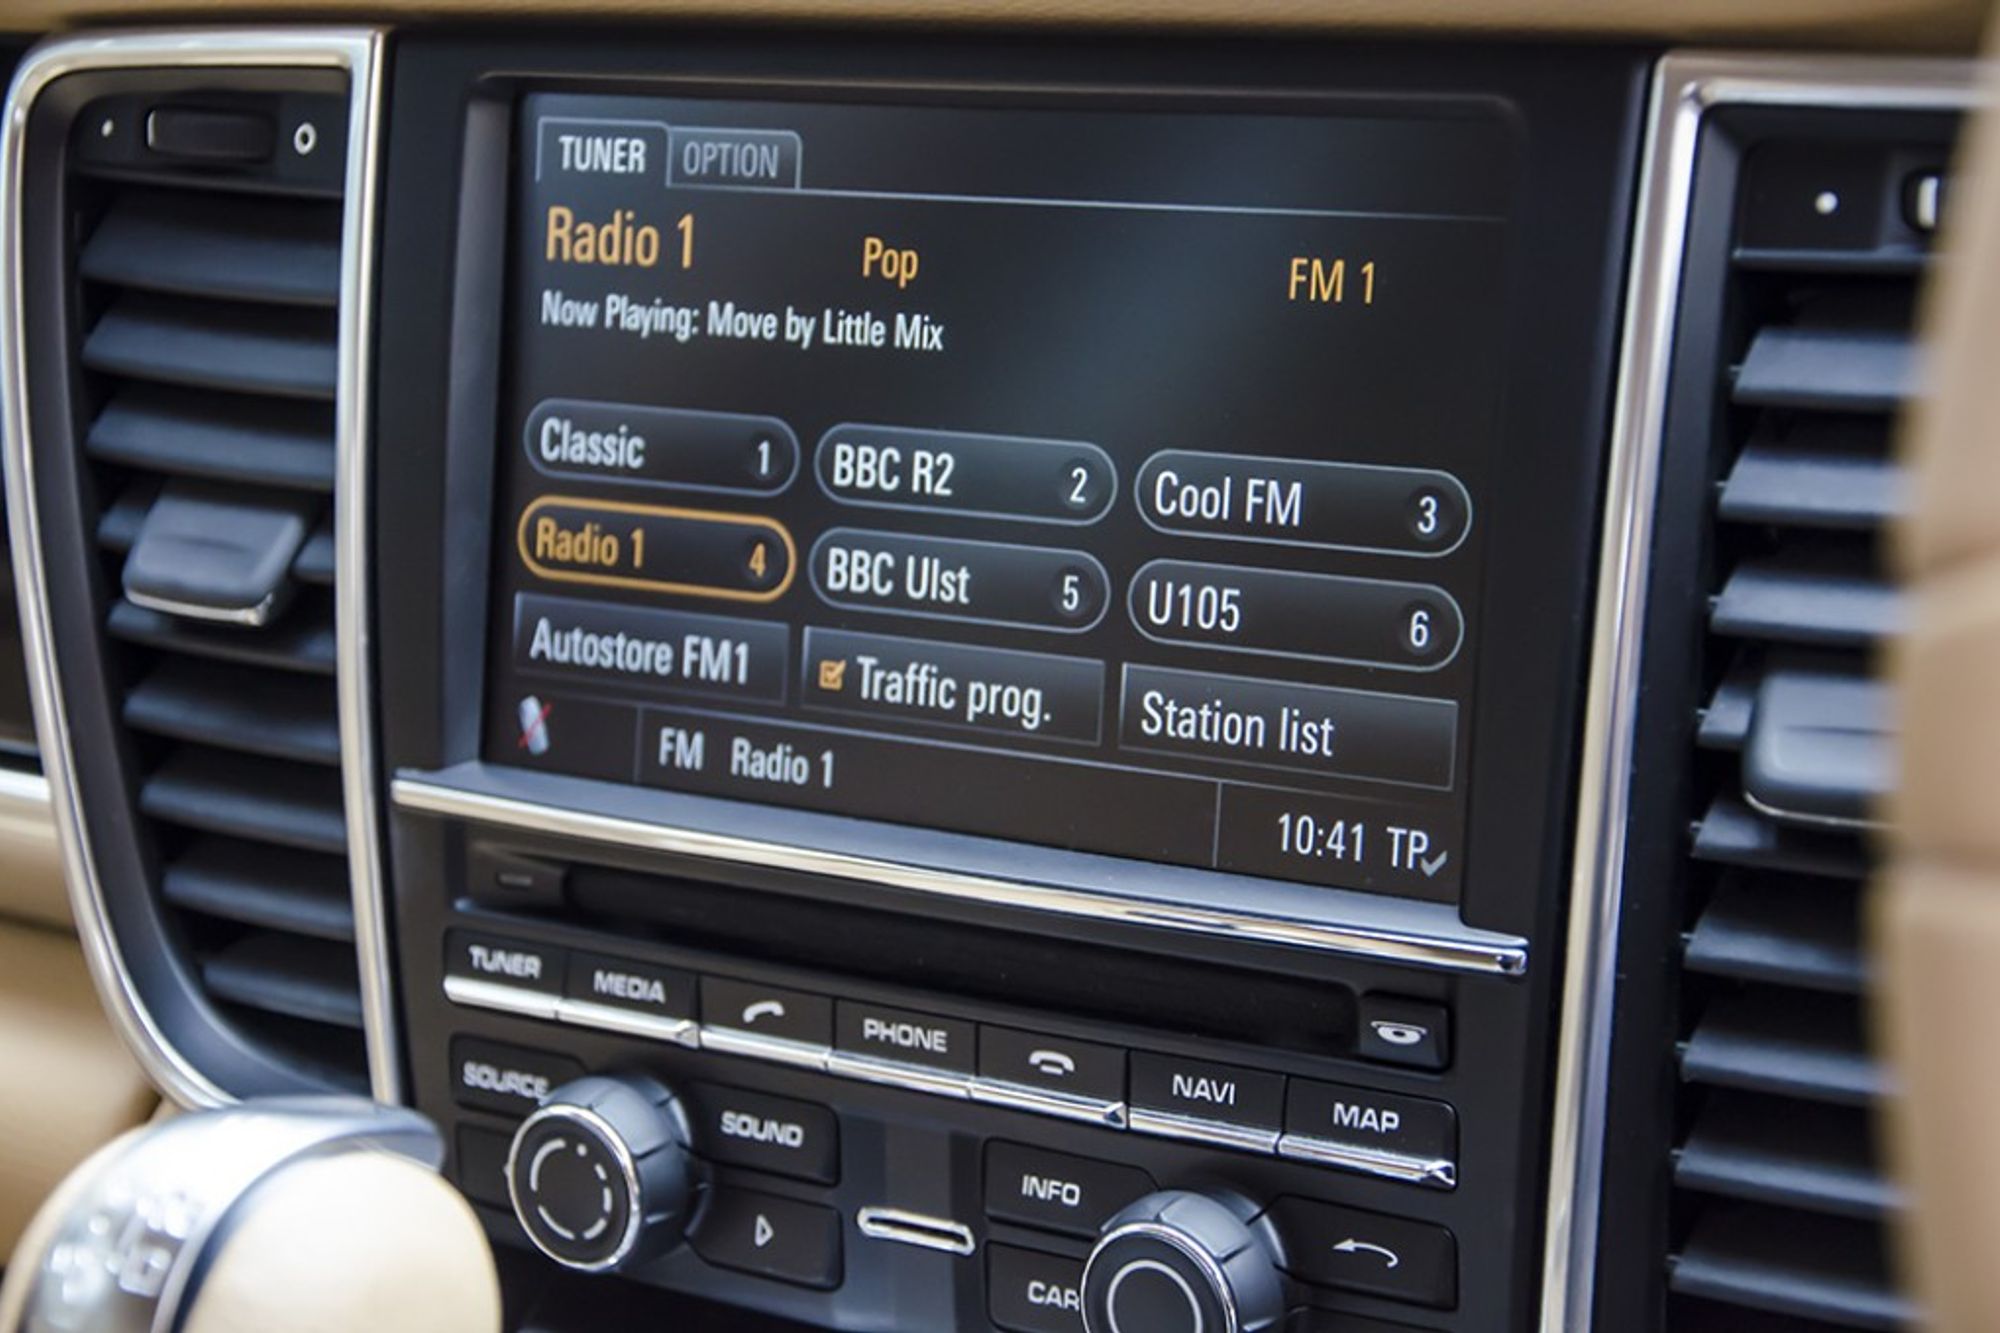 TUNER OPTION
Radio 1 Pop FM 1
Now Playing: Move by Little Mix
Classic 1 BBC R2 2 Cool FM 3
Radio 1 4 BBC Ulst 5 U105 6
Autostore FM1 Traffic prog. Station list
FM Radio 1
10:41 TP
TUNER MEDIA PHONE NAVI MAP
SOURCE SOUND INFO
CAR